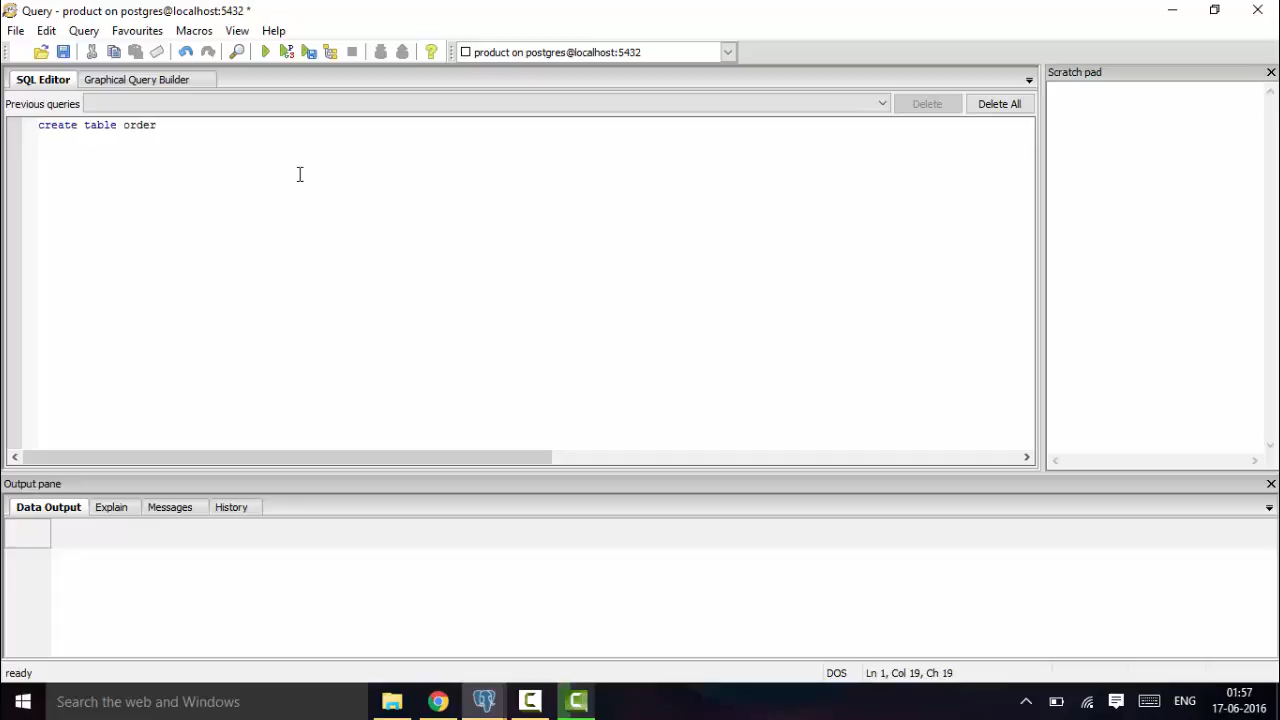 Query - product on postgres@localhost:5432 *
File Edit Query Favourites Macros View Help
product on postgres@localhost:5432
SQL Editor Graphical Query Builder
Scratch pad
Previous queries Delete Delete All
create table order
Output pane
Data Output Explain Messages History
ready DOS Ln 1, Col 19, Ch 19
Search the web and Windows
ENG
01:57
17-06-2016